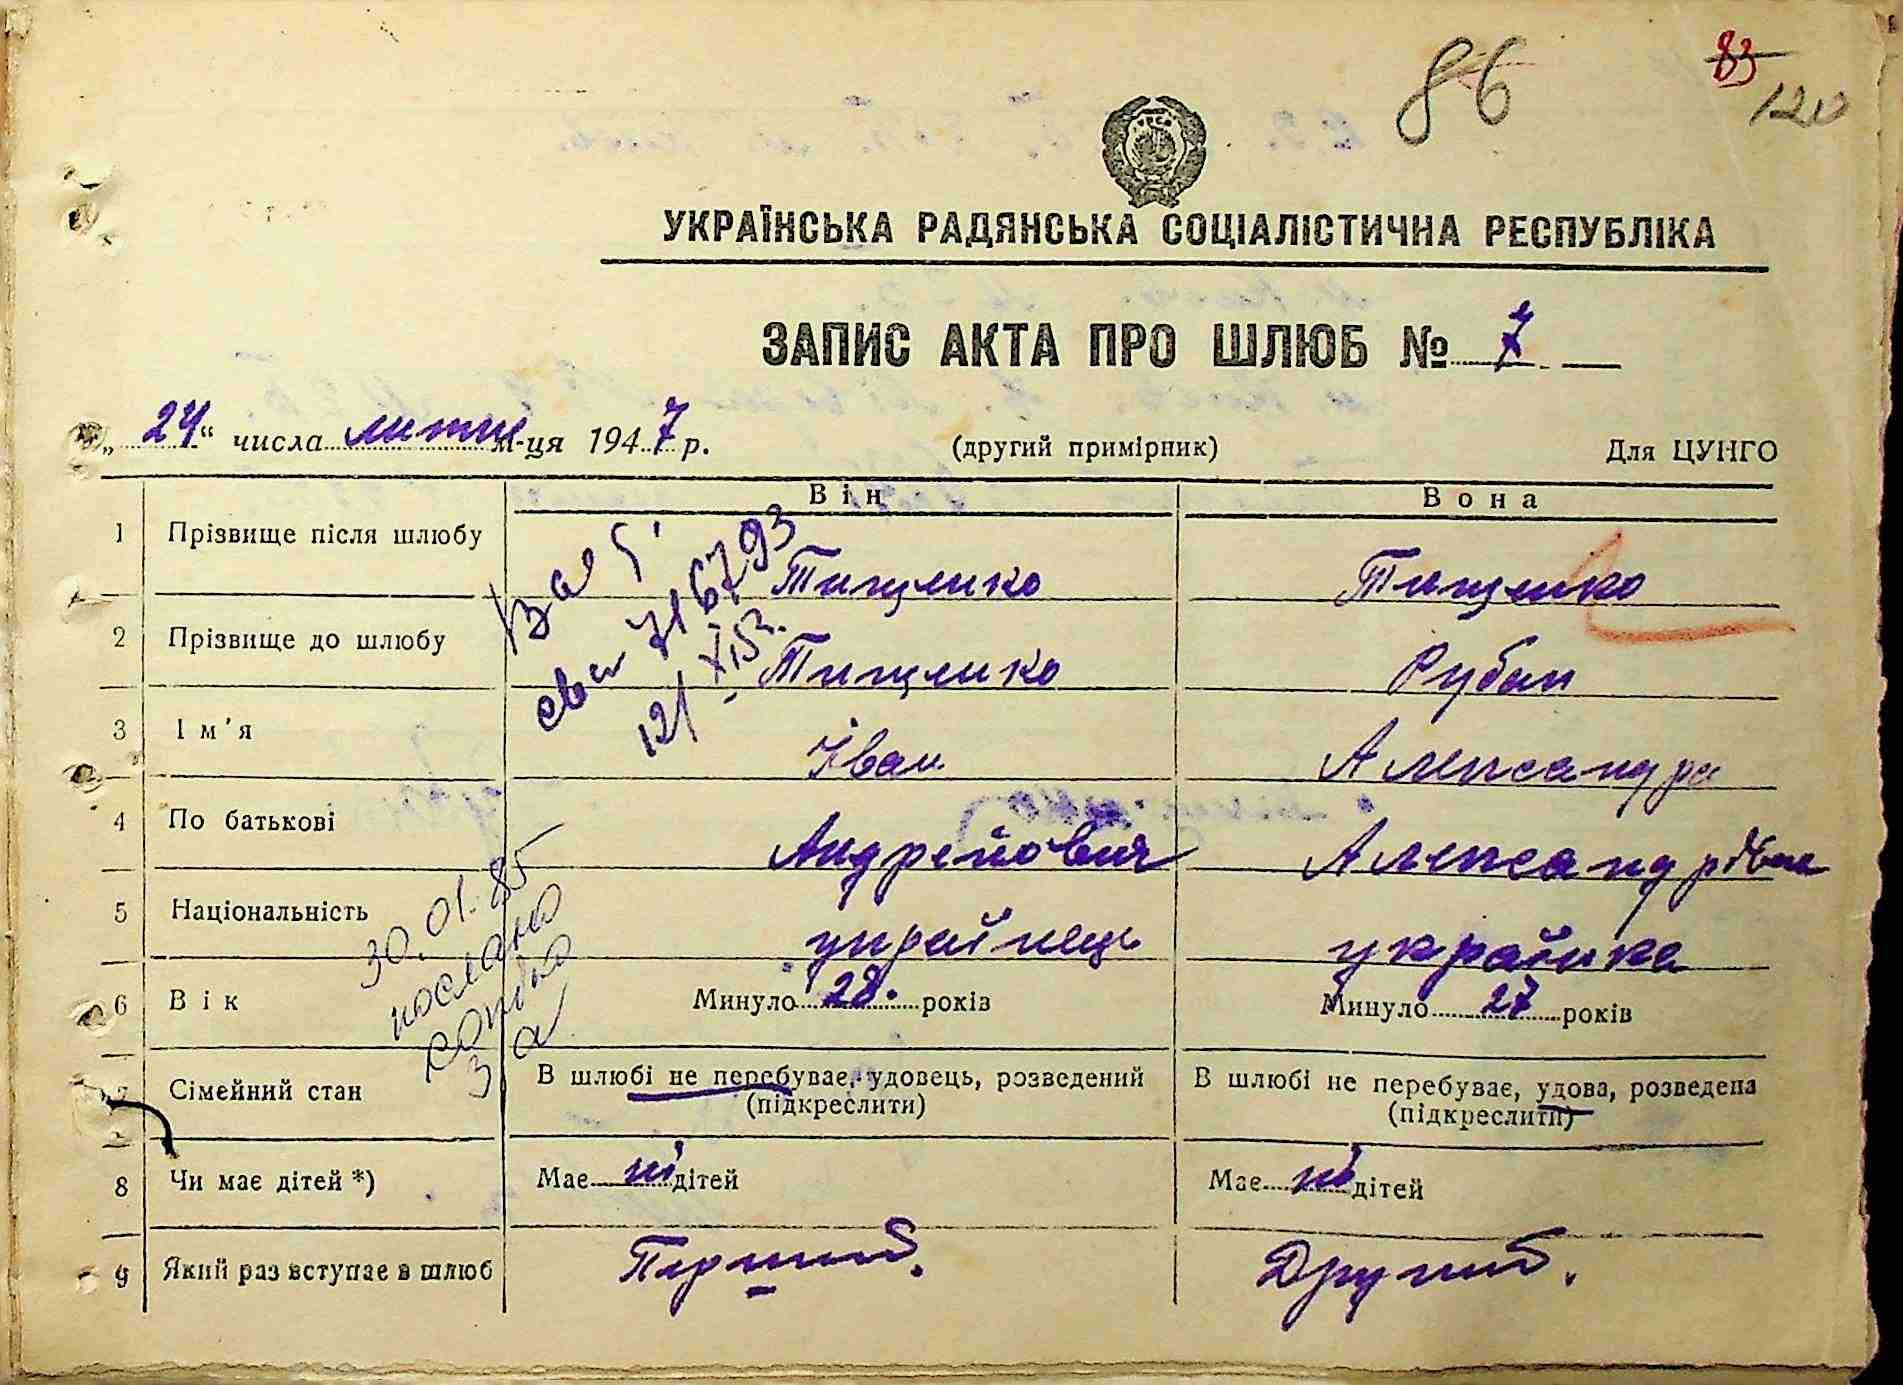 86
83
120
УКРАЇНСЬКА РАДЯНСЬКА СОЦІАЛІСТИЧНА РЕСПУБЛІКА
ЗАПИС АКТА ПРО ШЛЮБ № 7
„24“ числа м-ця 1947 р. (другий примірник) Для ЦУНГО
Він Вона
1 Прізвище після шлюбу Тищенко Тищенко
716793
2 Прізвище до шлюбу Тищенко Рубан
3 Ім'я Іван Александра
4 По батькові Андрейович Александрівна
5 Національність українець українка
30.01.85
послано
6 Вік Минуло 28. років Минуло 27 років
7 Сімейний стан В шлюбі не перебуває, удовець, розведений В шлюбі не перебуває, удова, розведена
(підкреслити) (підкреслити)
8 Чи має дітей *) Має ні дітей Має ні дітей
9 Який раз вступає в шлюб Перший. Другий.